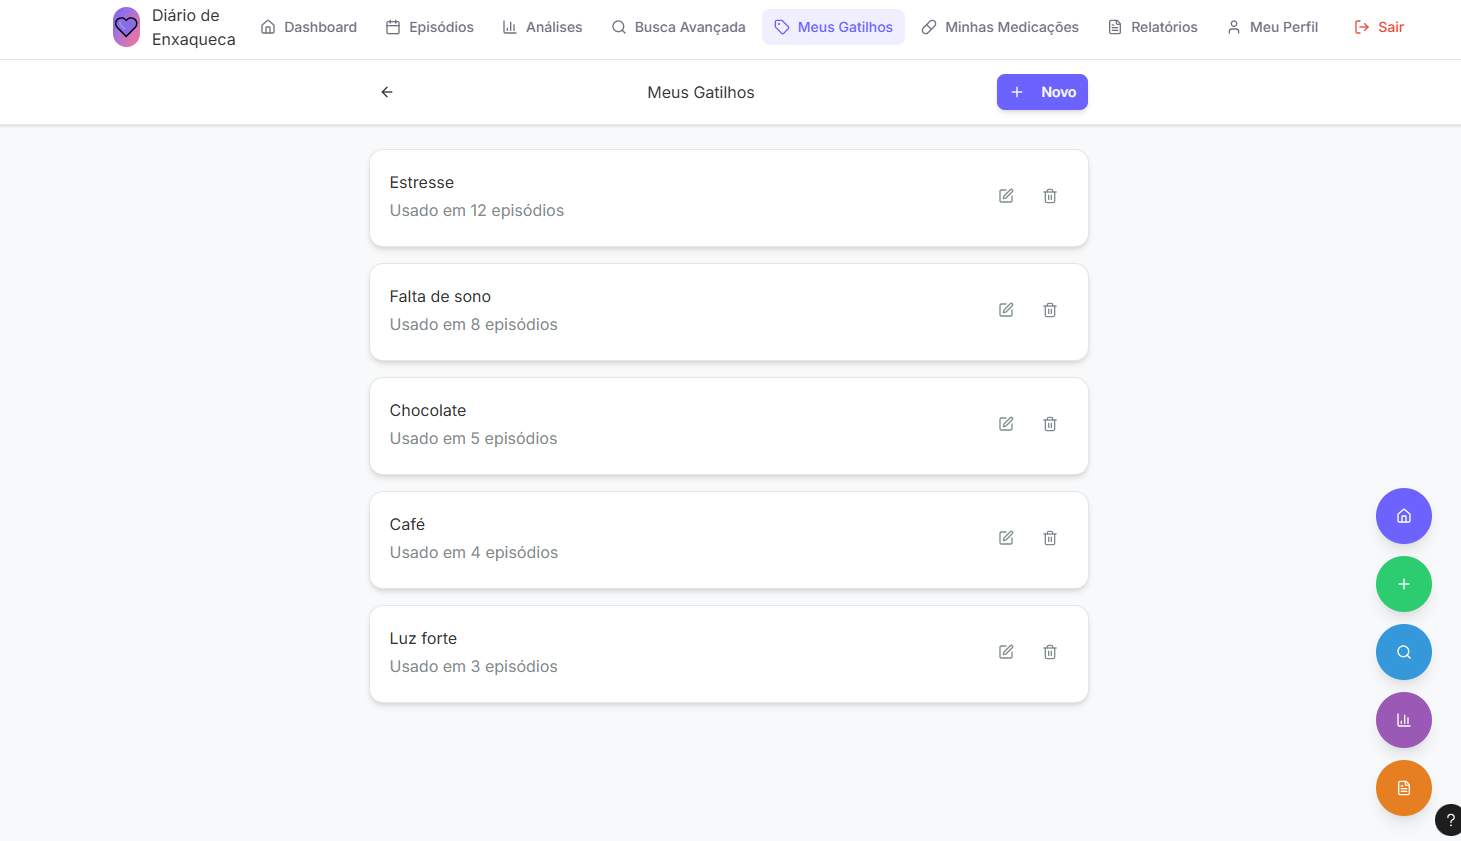 Diário de
Enxaqueca
Dashboard
Episódios
Análises
Busca Avançada
Meus Gatilhos
Minhas Medicações
Relatórios
Meu Perfil
Sair
Meus Gatilhos
Novo
Estresse
Usado em 12 episódios
Falta de sono
Usado em 8 episódios
Chocolate
Usado em 5 episódios
Café
Usado em 4 episódios
Luz forte
Usado em 3 episódios
?